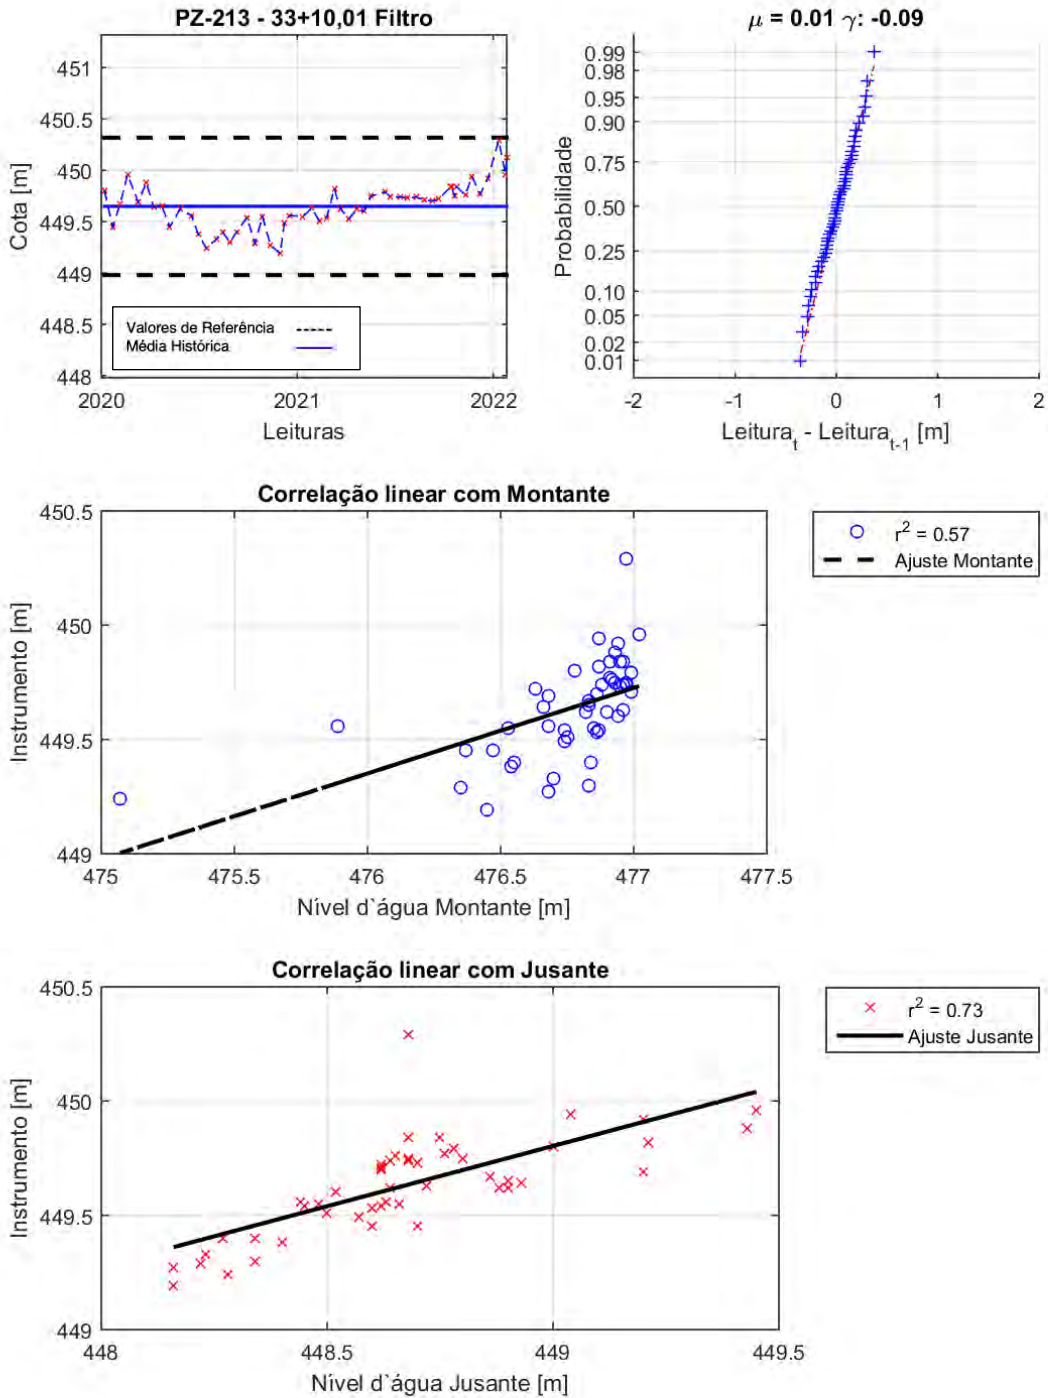 PZ-213 - 33+10,01 Filtro
451
450.5
450
449.5
449
448.5
448
Cota [m]
Valores de Referência
Média Histórica
2020
2021
2022
Leituras
μ = 0.01 γ: -0.09
0.99
0.98
0.95
0.90
0.75
0.50
0.25
0.10
0.05
0.02
0.01
Probabilidade
-2
-1
0
1
2
Leitura_t - Leitura_t-1 [m]
Correlação linear com Montante
450.5
450
449.5
449
Instrumento [m]
475
475.5
476
476.5
477
477.5
Nível d`água Montante [m]
r² = 0.57
Ajuste Montante
Correlação linear com Jusante
450.5
450
449.5
449
Instrumento [m]
448
448.5
449
449.5
Nível d`água Jusante [m]
r² = 0.73
Ajuste Jusante